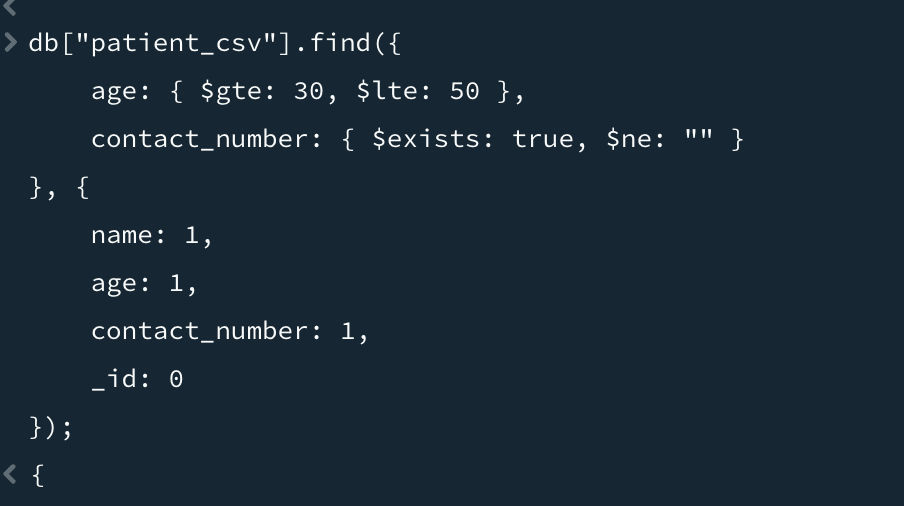 db["patient_csv"].find({
age: { $gte: 30, $lte: 50 },
contact_number: { $exists: true, $ne: "" }
}, {
name: 1,
age: 1,
contact_number: 1,
_id: 0
});
{